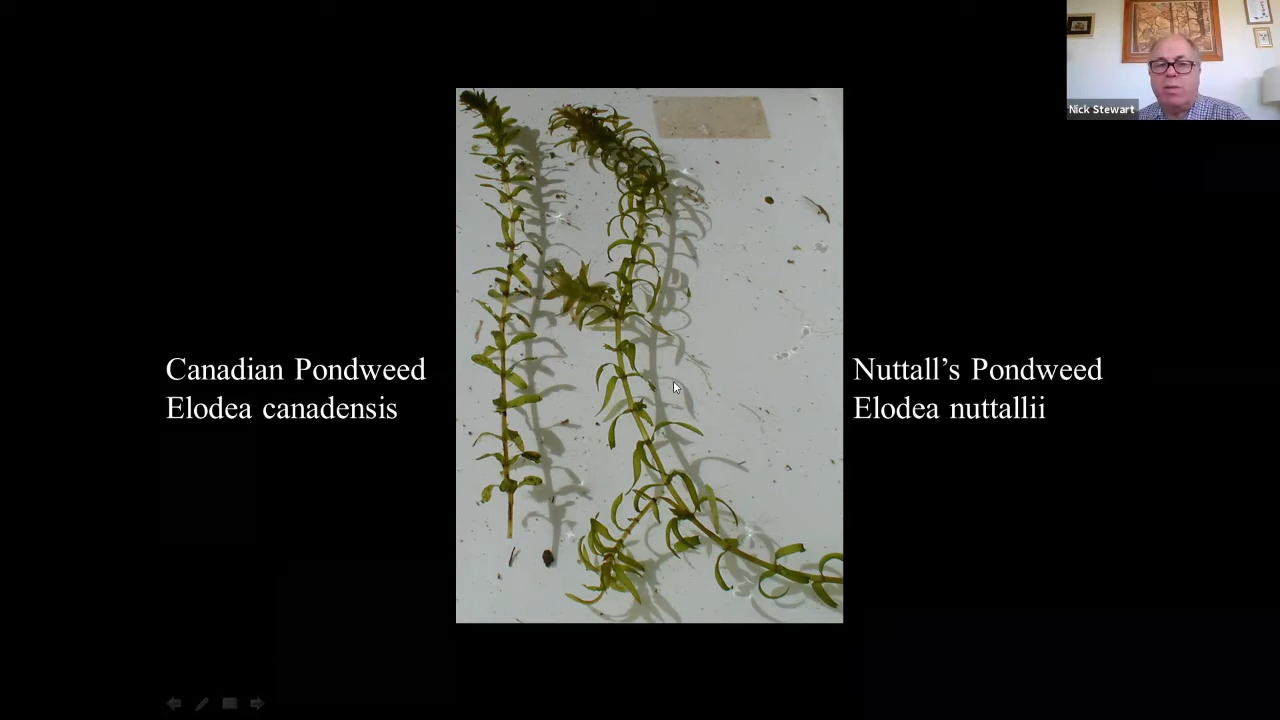 Nick Stewart
Canadian Pondweed
Elodea canadensis
Nuttall’s Pondweed
Elodea nuttallii